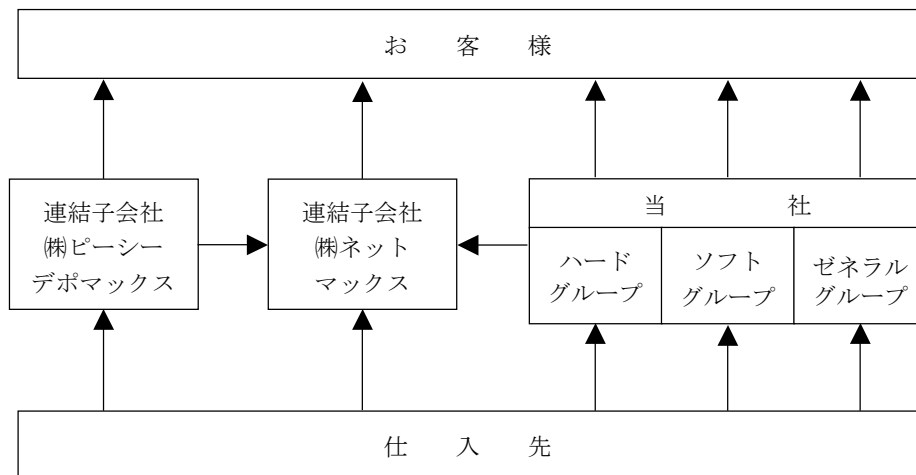 お客様
連結子会社
㈱ピーシー
デポマックス
連結子会社
㈱ネット
マックス
当社
ハード
グループ
ソフト
グループ
ゼネラル
グループ
仕入先